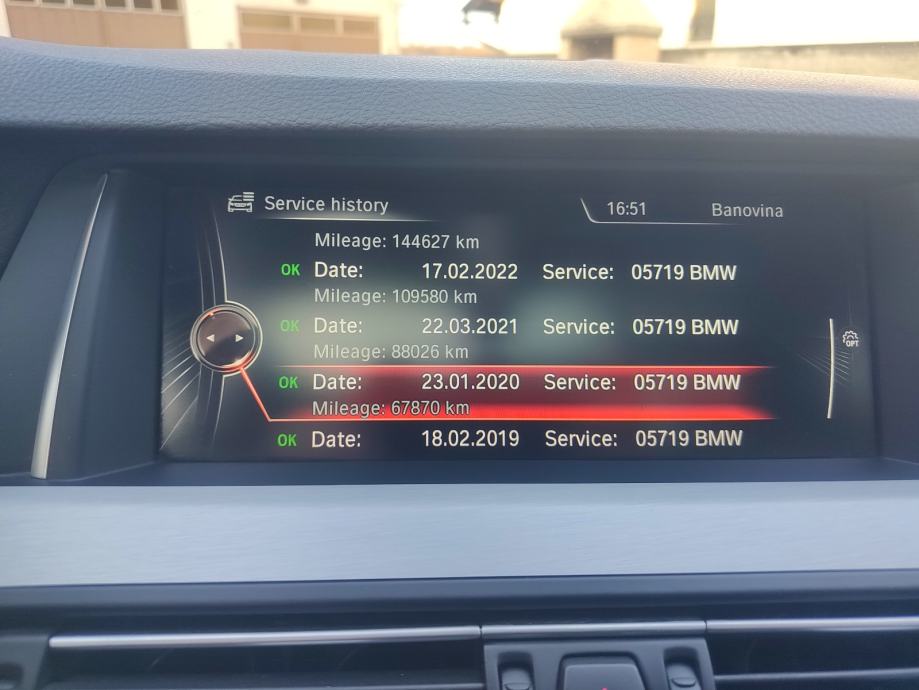 Service history 16:51 Banovina
Mileage: 144627 km
OK Date: 17.02.2022 Service: 05719 BMW
Mileage: 109580 km
OK Date: 22.03.2021 Service: 05719 BMW
Mileage: 88026 km
OK Date: 23.01.2020 Service: 05719 BMW
Mileage: 67870 km
OK Date: 18.02.2019 Service: 05719 BMW
OPT